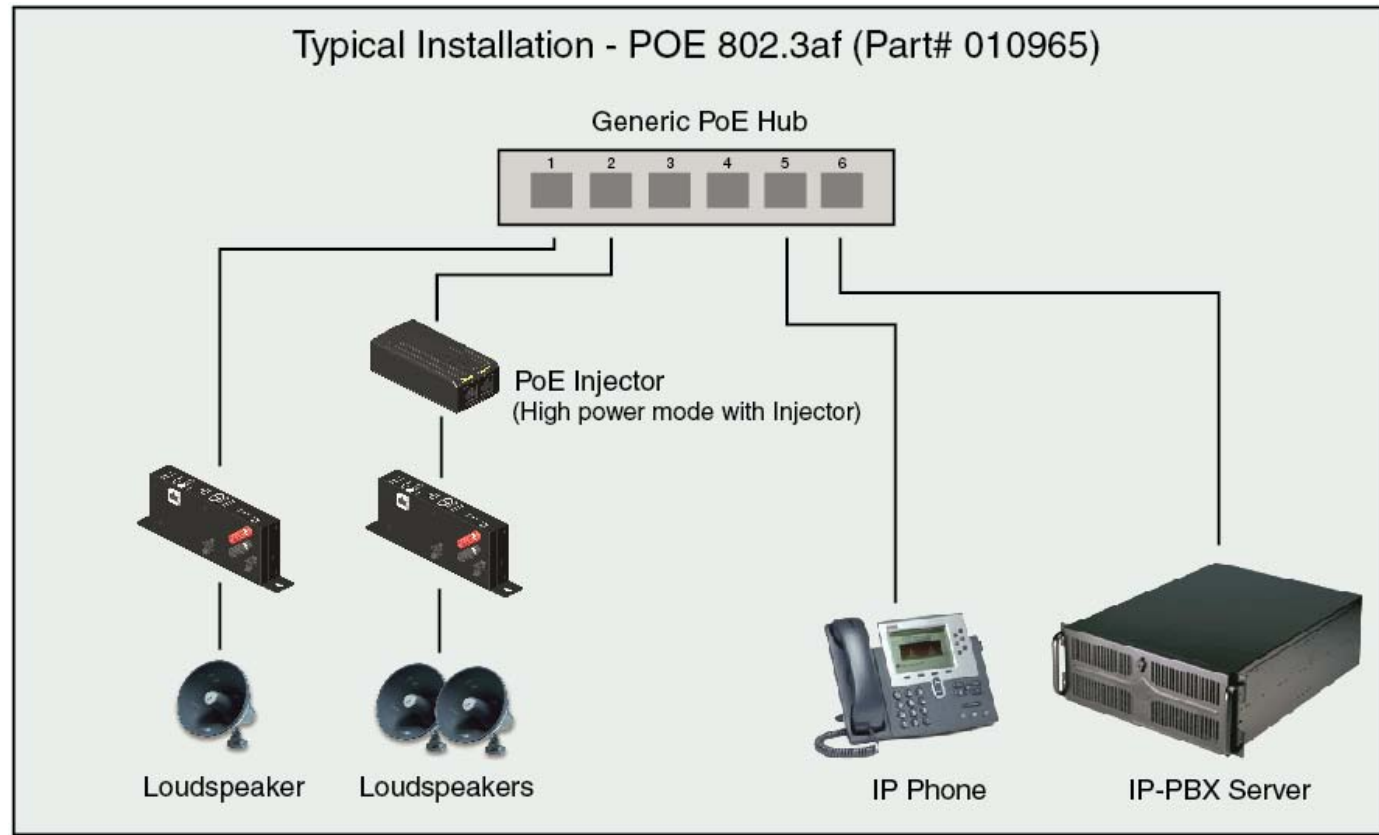 Typical Installation - POE 802.3af (Part# 010965)
Generic PoE Hub
1 2 3 4 5 6
PoE Injector
(High power mode with Injector)
Loudspeaker
Loudspeakers
IP Phone
IP-PBX Server